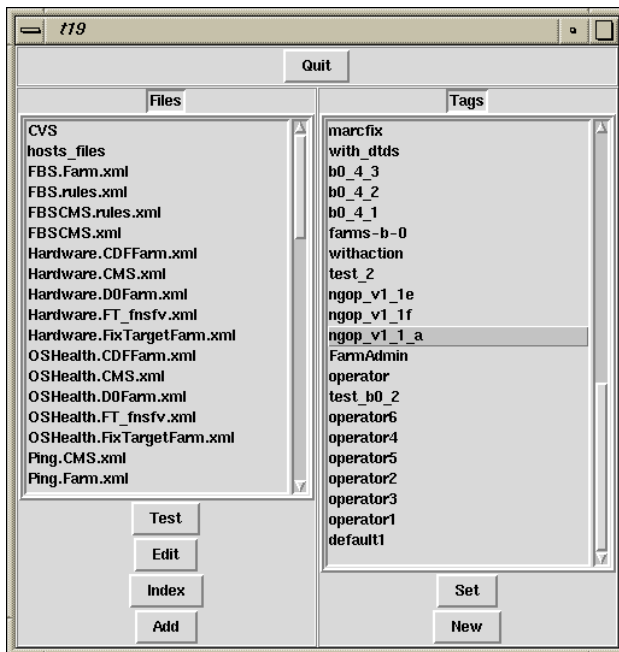 t19
Quit
Files
CVS
hosts_files
FBS.Farm.xml
FBS.rules.xml
FBSCMS.rules.xml
FBSCMS.xml
Hardware.CDFFarm.xml
Hardware.CMS.xml
Hardware.D0Farm.xml
Hardware.FT_fnsfv.xml
Hardware.FixTargetFarm.xml
OSHealth.CDFFarm.xml
OSHealth.CMS.xml
OSHealth.D0Farm.xml
OSHealth.FT_fnsfv.xml
OSHealth.FixTargetFarm.xml
Ping.CMS.xml
Ping.Farm.xml
Test
Edit
Index
Add
Tags
marcfix
with_dtds
b0_4_3
b0_4_2
b0_4_1
farms-b-0
withaction
test_2
ngop_v1_1e
ngop_v1_1f
ngop_v1_1_a
FarmAdmin
operator
test_b0_2
operator6
operator4
operator5
operator2
operator3
operator1
default1
Set
New